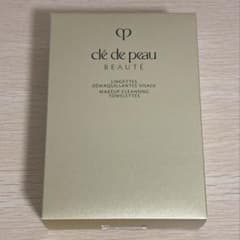 clé de peau
BEAUTÉ
LINGETTES
DÉMAQUILLANTES VISAGE
MAKEUP CLEANSING
TOWELETTES